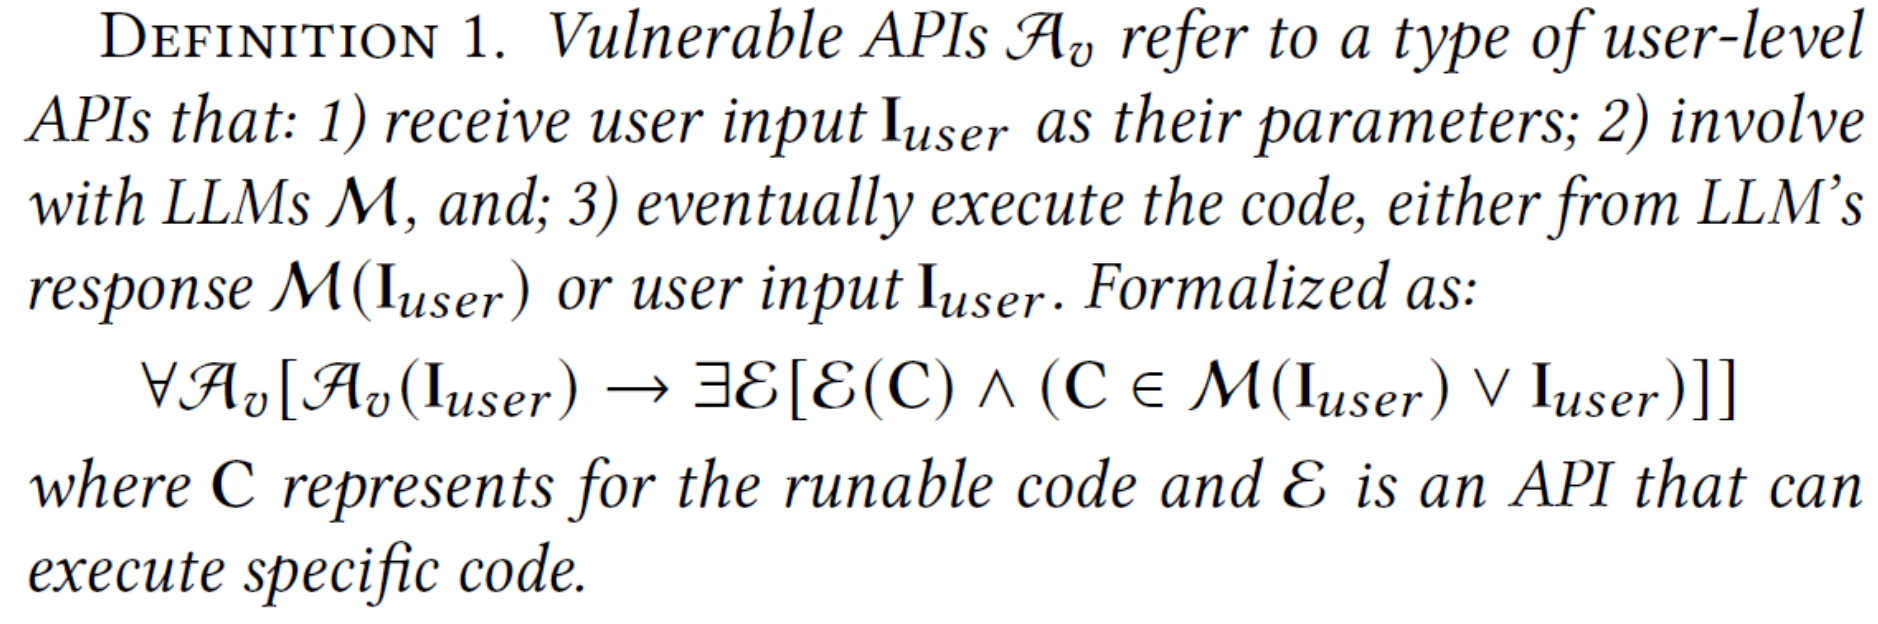 DEFINITION 1. Vulnerable APIs 𝒜ᵥ refer to a type of user-level
APIs that: 1) receive user input I_user as their parameters; 2) involve
with LLMs ℳ, and; 3) eventually execute the code, either from LLM's
response ℳ(I_user) or user input I_user. Formalized as:
∀𝒜ᵥ[𝒜ᵥ(I_user) → ∃ℰ[ℰ(C) ∧ (C ∈ ℳ(I_user) ∨ I_user)]]
where C represents for the runable code and ℰ is an API that can
execute specific code.